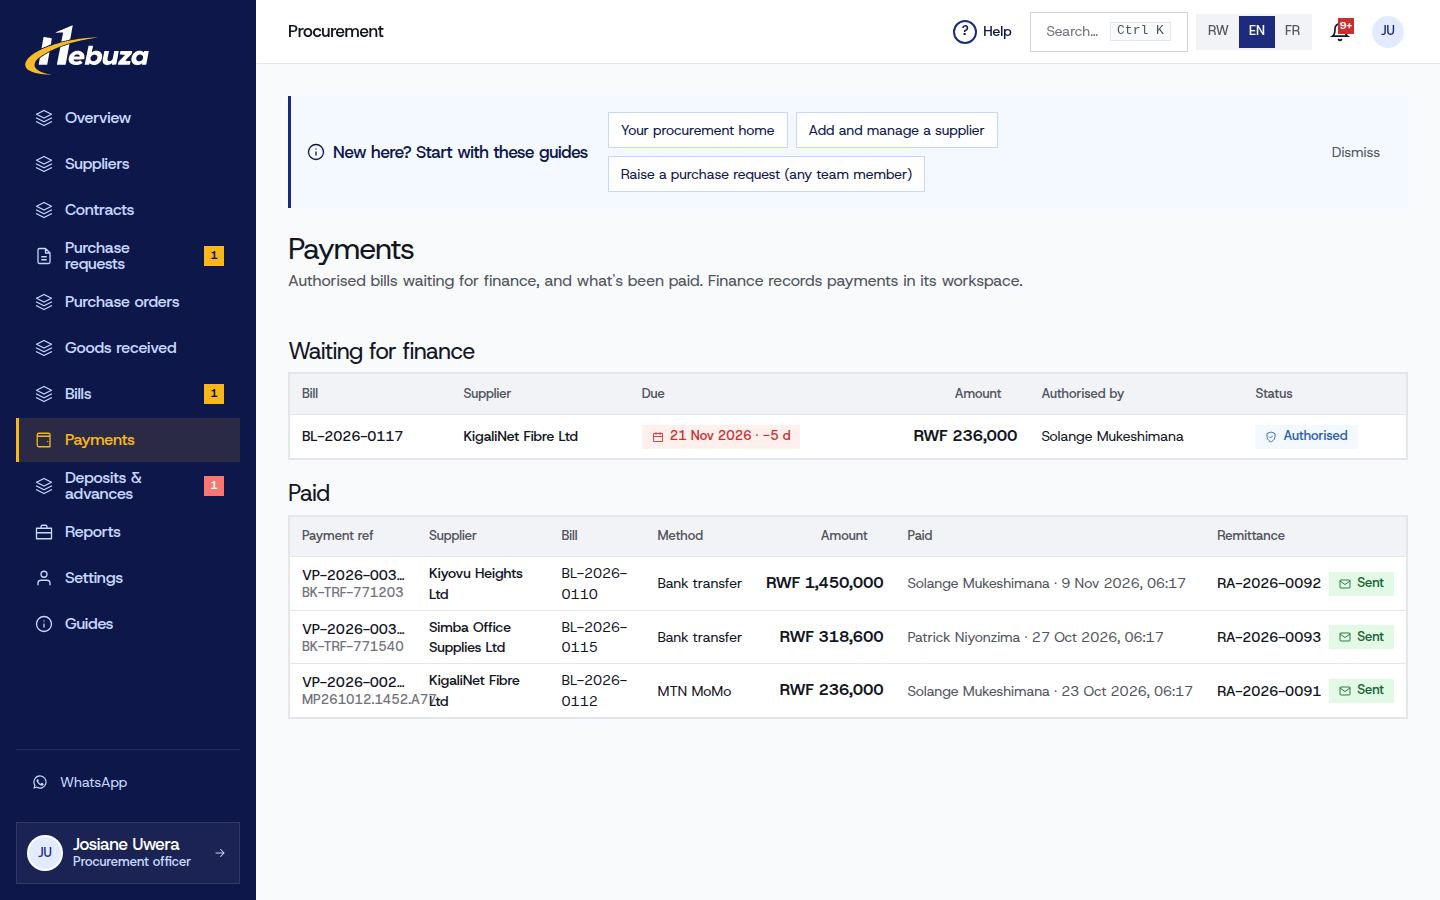 Hebuza
Overview
Suppliers
Contracts
Purchase
requests
1
Purchase orders
Goods received
Bills
1
Payments
Deposits &
advances
1
Reports
Settings
Guides
WhatsApp
JU
Josiane Uwera
Procurement officer
Procurement
? Help
Search... Ctrl K
RW EN FR
9+
JU
New here? Start with these guides
Your procurement home
Add and manage a supplier
Raise a purchase request (any team member)
Dismiss
Payments
Authorised bills waiting for finance, and what's been paid. Finance records payments in its workspace.
Waiting for finance
Bill Supplier Due Amount Authorised by Status
BL-2026-0117 KigaliNet Fibre Ltd 21 Nov 2026 · -5 d RWF 236,000 Solange Mukeshimana Authorised
Paid
Payment ref Supplier Bill Method Amount Paid Remittance
VP-2026-003... Kiyovu Heights BL-2026- Bank transfer RWF 1,450,000 Solange Mukeshimana · 9 Nov 2026, 06:17 RA-2026-0092 Sent
BK-TRF-771203 Ltd 0110
VP-2026-003... Simba Office BL-2026- Bank transfer RWF 318,600 Patrick Niyonzima · 27 Oct 2026, 06:17 RA-2026-0093 Sent
BK-TRF-771540 Supplies Ltd 0115
VP-2026-002... KigaliNet Fibre BL-2026- MTN MoMo RWF 236,000 Solange Mukeshimana · 23 Oct 2026, 06:17 RA-2026-0091 Sent
MP261012.1452.A77 Ltd 0112